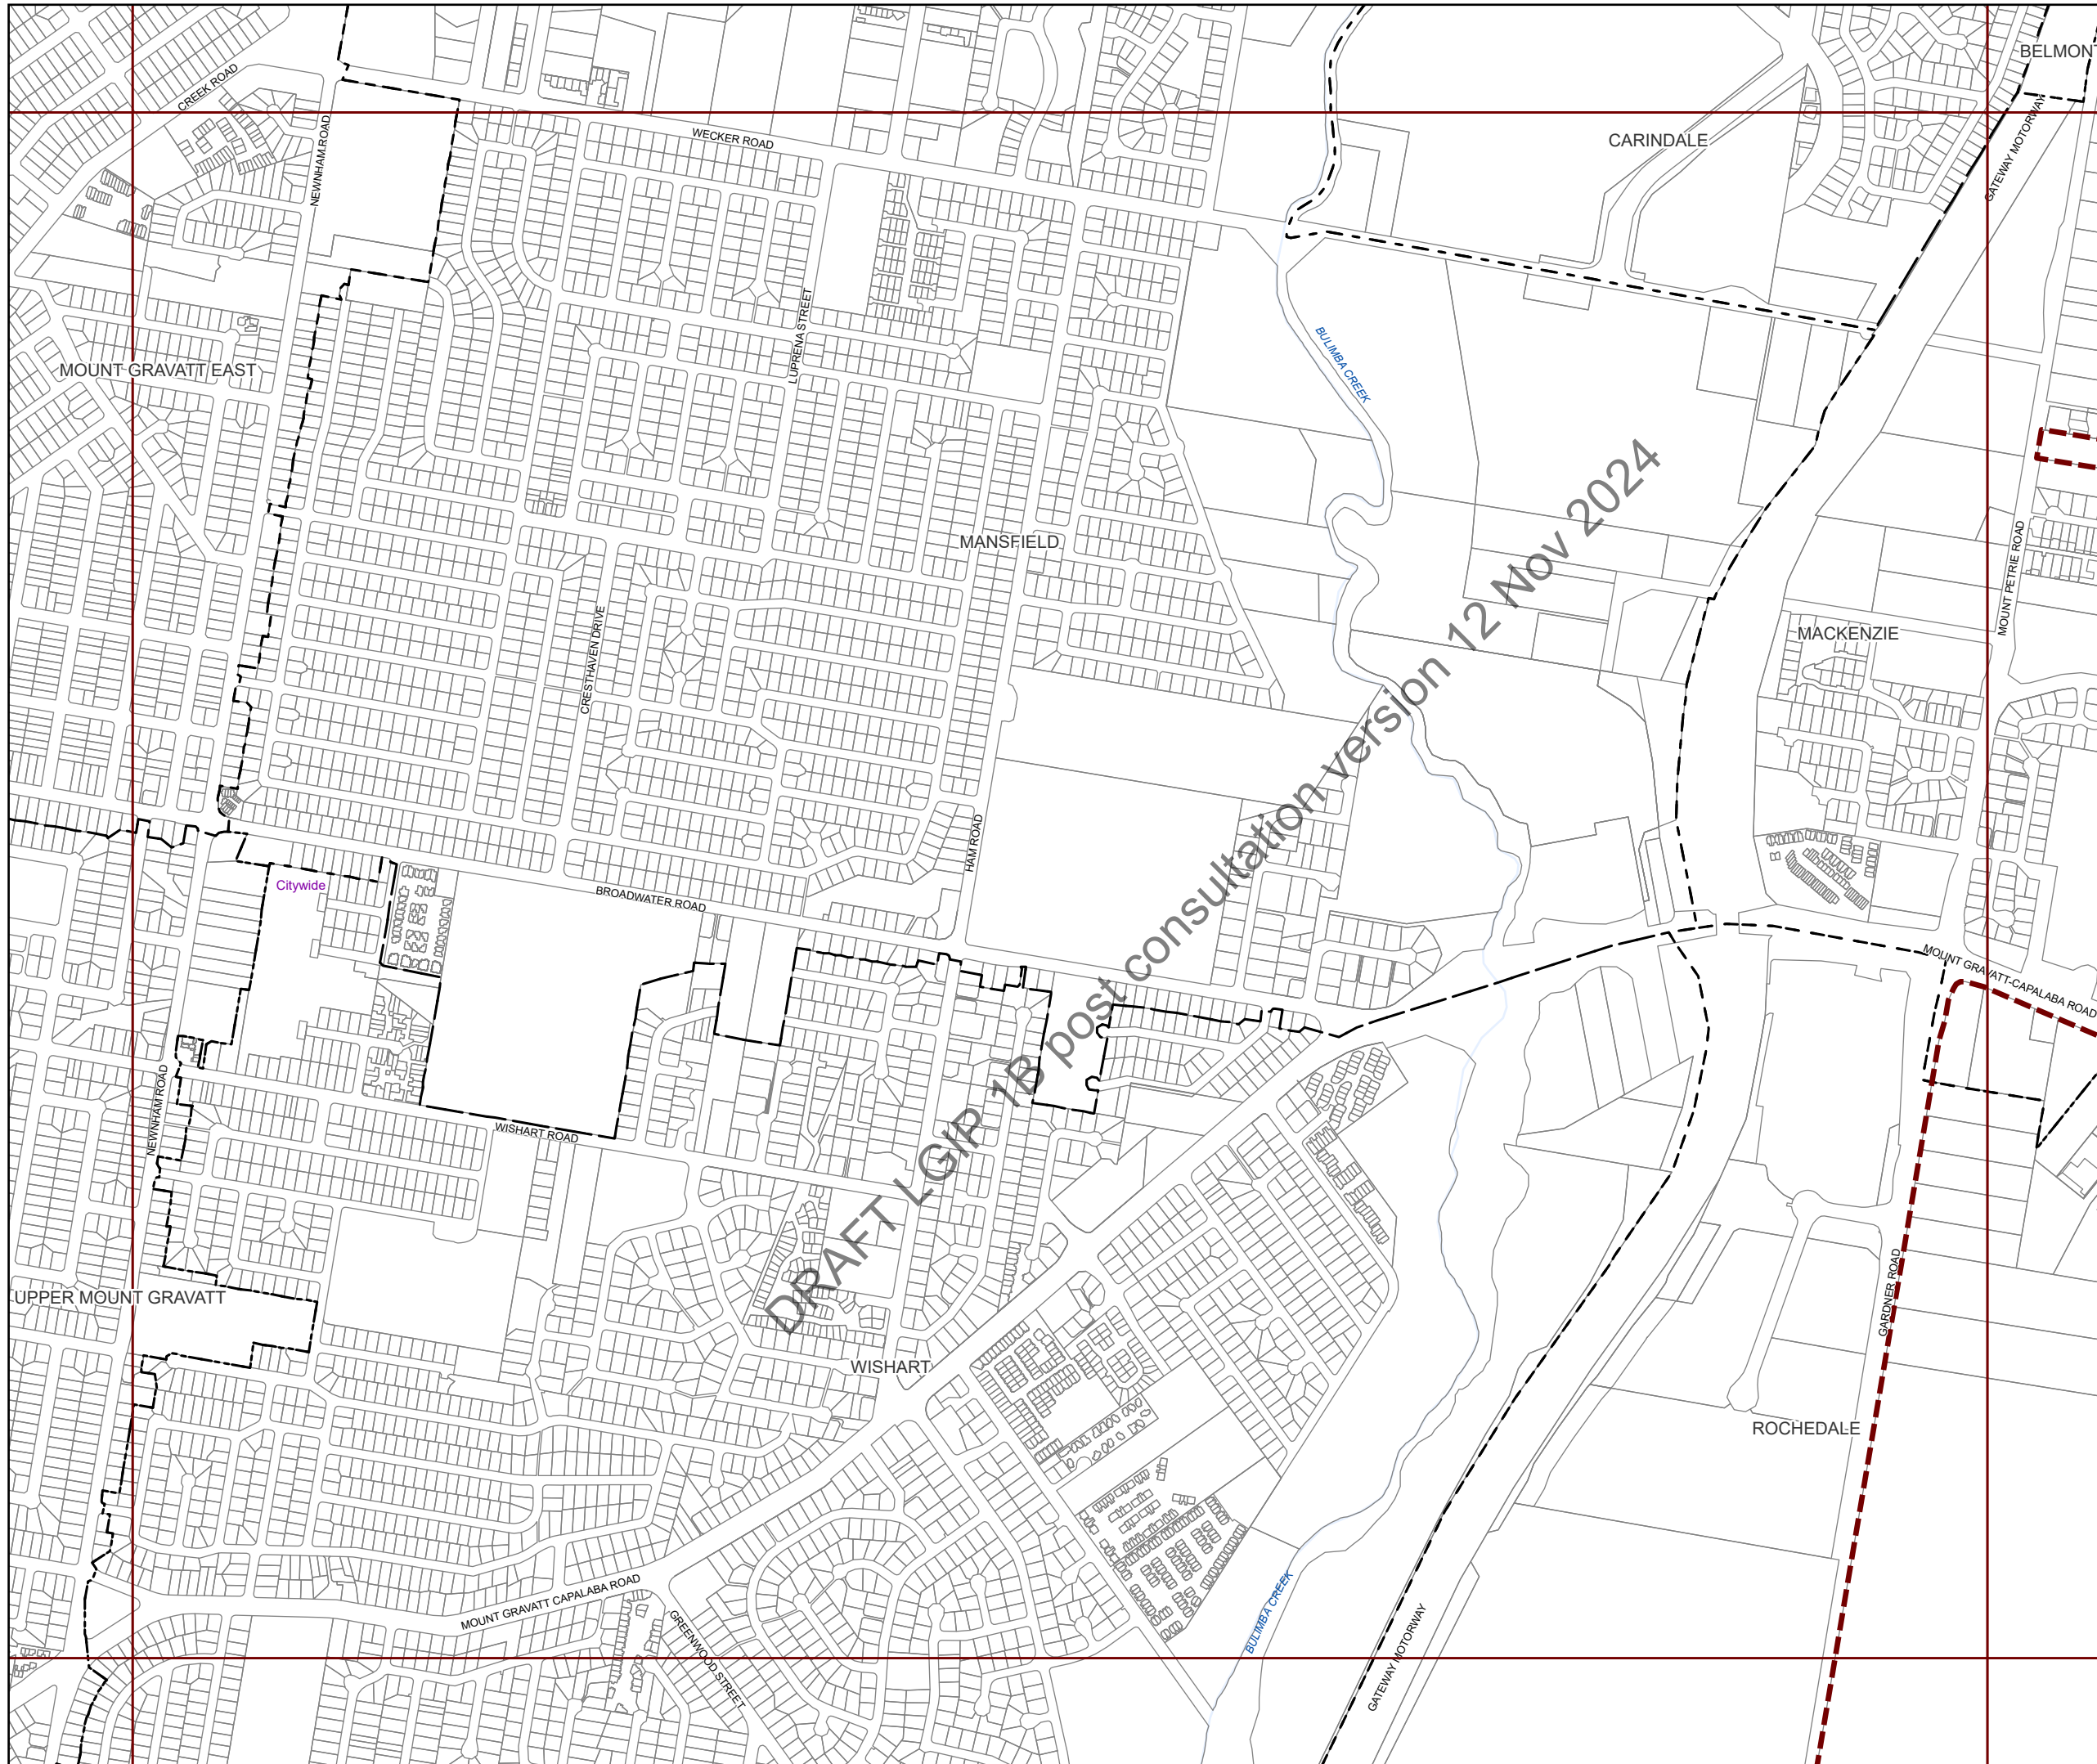 BELMONT
CREEK ROAD
GATEWAY MOTORWAY
NEWNHAM ROAD
WECKER ROAD
CARINDALE
LUPRENA STREET
BULIMBA CREEK
MOUNT GRAVATT EAST
MANSFIELD
MOUNT PETRIE ROAD
MACKENZIE
CRESTHAVEN DRIVE
HAM ROAD
Citywide
BROADWATER ROAD
MOUNT GRAVATT-CAPALABA ROAD
DRAFT LGIP 1B post consultation version 12 Nov 2024
NEWNHAM ROAD
WISHART ROAD
UPPER MOUNT GRAVATT
GARDNER ROAD
WISHART
ROCHEDALE
MOUNT GRAVATT CAPALABA ROAD
GREENWOOD STREET
BULIMBA CREEK
GATEWAY MOTORWAY